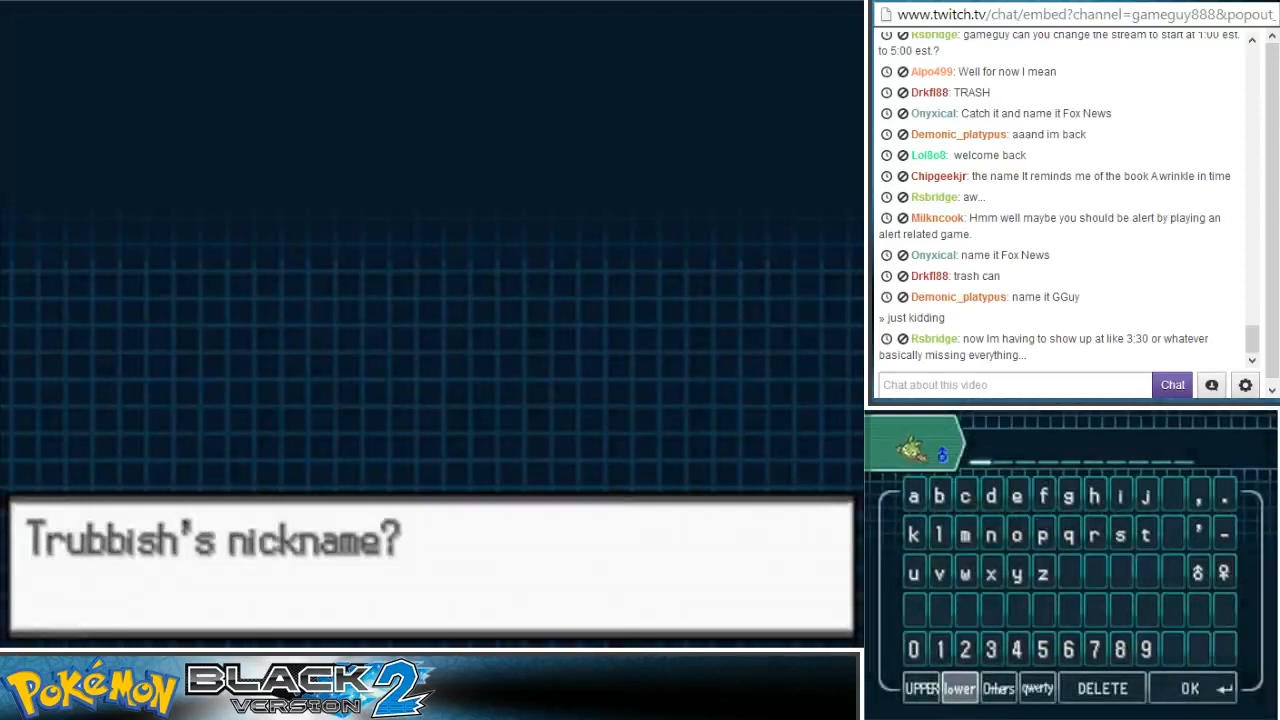 www.twitch.tv/chat/embed?channel=gameguy888&popout_
Rsbridge: gameguy can you change the stream to start at 1:00 est.
to 5:00 est.?
Alpo499: Well for now I mean
Drkfl88: TRASH
Onyxical: Catch it and name it Fox News
Demonic_platypus: aaand im back
Lol8o8: welcome back
Chipgeekjr: the name It reminds me of the book A wrinkle in time
Rsbridge: aw...
Milkncook: Hmm well maybe you should be alert by playing an
alert related game.
Onyxical: name it Fox News
Drkfl88: trash can
Demonic_platypus: name it GGuy
» just kidding
Rsbridge: now Im having to show up at like 3:30 or whatever
basically missing everything...
Chat about this video
Chat
♂
a b c d e f g h i j , .
k l m n o p q r s t ' -
u v w x y z ♂ ♀
0 1 2 3 4 5 6 7 8 9
UPPER lower Others qwerty DELETE OK
Trubbish's nickname?
POKéMON
BLACK 2
VERSION